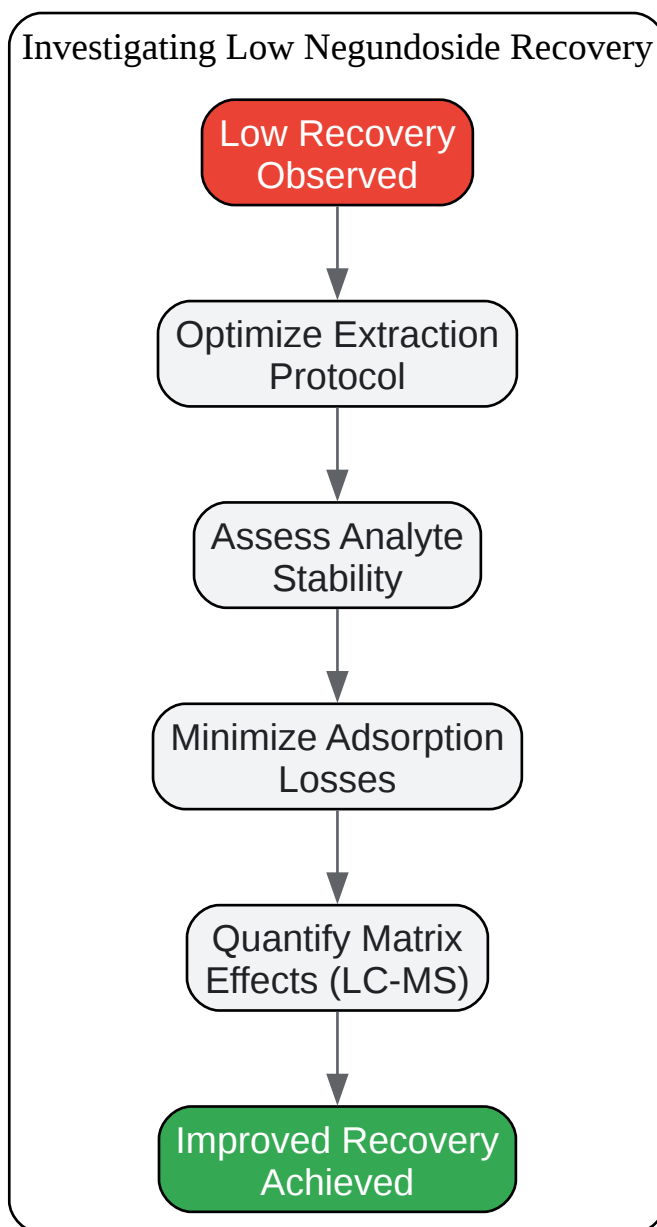 Investigating Low Negundoside Recovery
Low Recovery
Observed
Optimize Extraction
Protocol
Assess Analyte
Stability
Minimize Adsorption
Losses
Quantify Matrix
Effects (LC-MS)
Improved Recovery
Achieved